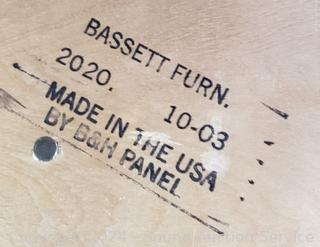 BASSETT FURN.
2020. 10-03
MADE IN THE USA
BY B&H PANEL